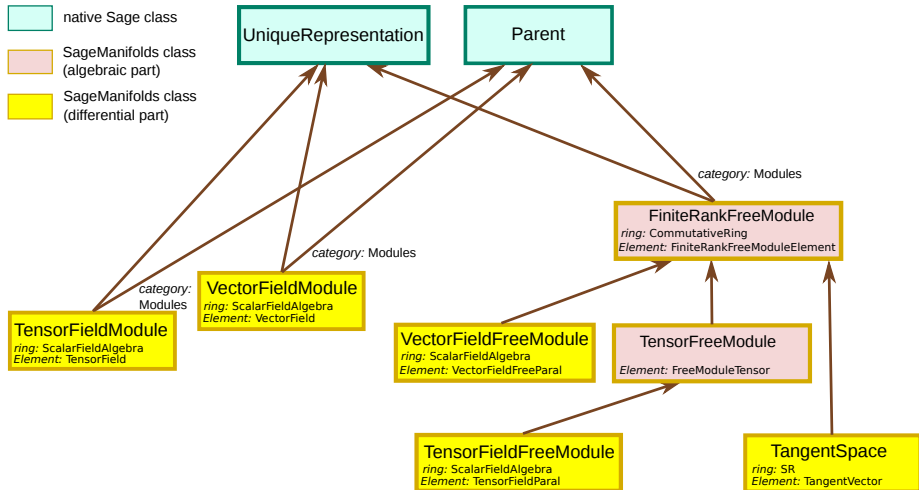 native Sage class
SageManifolds class
(algebraic part)
SageManifolds class
(differential part)
UniqueRepresentation
Parent
category: Modules
FiniteRankFreeModule
ring: CommutativeRing
Element: FiniteRankFreeModuleElement
category: Modules
VectorFieldModule
ring: ScalarFieldAlgebra
Element: VectorField
category:
Modules
TensorFieldModule
ring: ScalarFieldAlgebra
Element: TensorField
VectorFieldFreeModule
ring: ScalarFieldAlgebra
Element: VectorFieldFreeParal
TensorFreeModule
Element: FreeModuleTensor
TensorFieldFreeModule
ring: ScalarFieldAlgebra
Element: TensorFieldParal
TangentSpace
ring: SR
Element: TangentVector